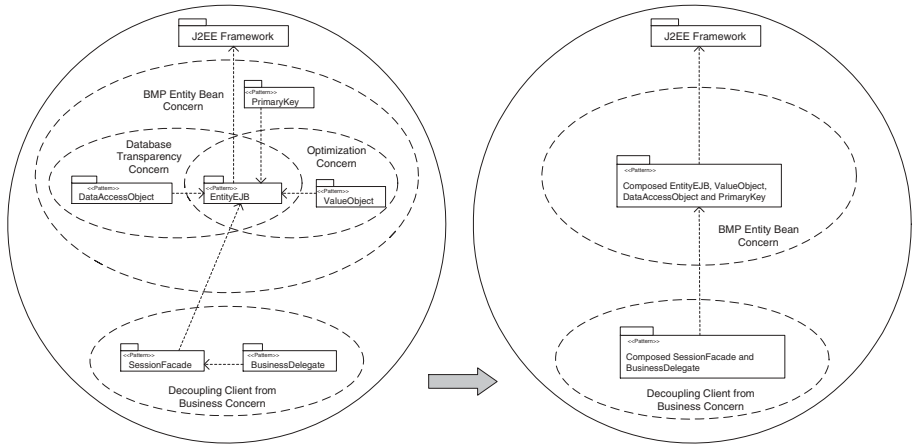 J2EE Framework
BMP Entity Bean
Concern
<<Pattern>>
PrimaryKey
Database
Transparency
Concern
Optimization
Concern
<<Pattern>>
DataAccessObject
<<Pattern>>
EntityEJB
<<Pattern>>
ValueObject
<<Pattern>>
SessionFacade
<<Pattern>>
BusinessDelegate
Decoupling Client from
Business Concern
J2EE Framework
<<Pattern>>
Composed EntityEJB, ValueObject,
DataAccessObject and PrimaryKey
BMP Entity Bean
Concern
<<Pattern>>
Composed SessionFacade and
BusinessDelegate
Decoupling Client from
Business Concern